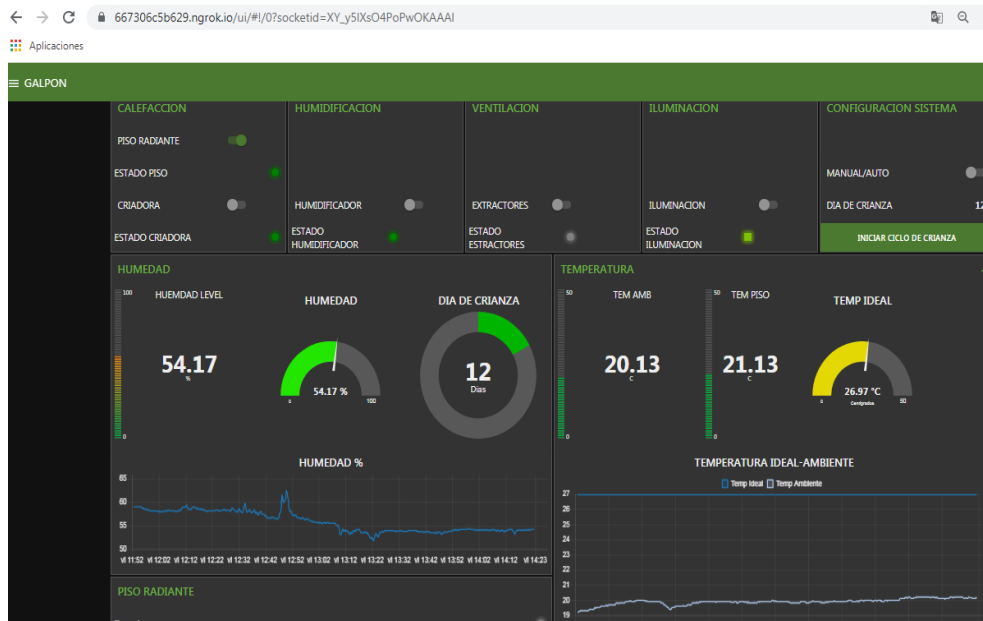 667306c5b629.ngrok.io/ui/#!/0?socketid=XY_y5IXsO4PoPwOKAAAI
Aplicaciones
GALPON
CALEFACCION
PISO RADIANTE
ESTADO PISO
CRIADORA
ESTADO CRIADORA
HUMIDIFICACION
HUMIDIFICADOR
ESTADO
HUMIDIFICADOR
VENTILACION
EXTRACTORES
ESTADO
ESTRACTORES
ILUMINACION
ILUMINACION
ESTADO
ILUMINACION
CONFIGURACION SISTEMA
MANUAL/AUTO
DIA DE CRIANZA 12
INICIAR CICLO DE CRIANZA
HUMEDAD
100
HUEMDAD LEVEL
54.17
%
0
HUMEDAD
54.17 %
0 100
DIA DE CRIANZA
12
Dias
HUMEDAD %
65
60
55
50
vi 11:52 vi 12:02 vi 12:12 vi 12:22 vi 12:32 vi 12:42 vi 12:52 vi 13:02 vi 13:12 vi 13:22 vi 13:32 vi 13:42 vi 13:52 vi 14:02 vi 14:12 vi 14:23
PISO RADIANTE
TEMPERATURA
50
TEM AMB
20.13
C
0
50
TEM PISO
21.13
C
0
TEMP IDEAL
26.97 °C
Centigrados
0 50
TEMPERATURA IDEAL-AMBIENTE
Temp Ideal Temp Ambiente
27
26
25
24
23
22
21
20
19